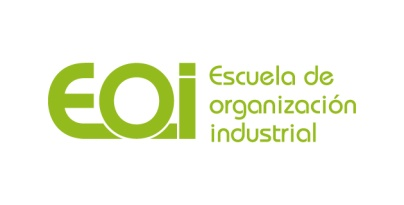 EOi
Escuela de
organización
industrial